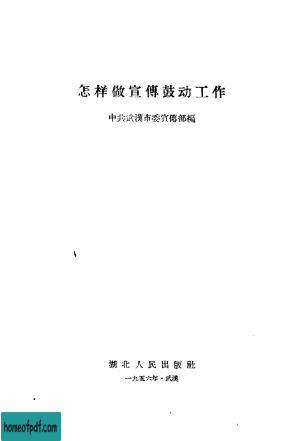 怎样做宣傳鼓动工作
中共武漢市委宣傳部編
湖北人民出版社
一九五六年·武漢
homeofpdf.com